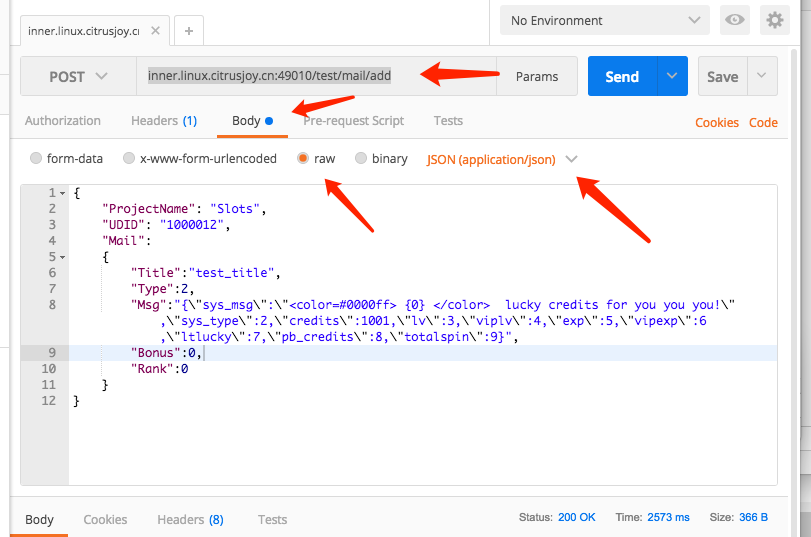 inner.linux.citrusjoy.cı
No Environment
POST
inner.linux.citrusjoy.cn:49010/test/mail/add
Params
Send
Save
Authorization
Headers (1)
Body
Pre-request Script
Tests
Cookies
Code
form-data
x-www-form-urlencoded
raw
binary
JSON (application/json)
1 {
2 "ProjectName": "Slots",
3 "UDID": "1000012",
4 "Mail":
5 {
6 "Title":"test_title",
7 "Type":2,
8 "Msg":"{\"sys_msg\":\"<color=#0000ff> {0} </color>  lucky credits for you you you!\"
,\"sys_type\":2,\"credits\":1001,\"lv\":3,\"viplv\":4,\"exp\":5,\"vipexp\":6
,\"ltlucky\":7,\"pb_credits\":8,\"totalspin\":9}",
9 "Bonus":0,
10 "Rank":0
11 }
12 }
Body
Cookies
Headers (8)
Tests
Status: 200 OK
Time: 2573 ms
Size: 366 B